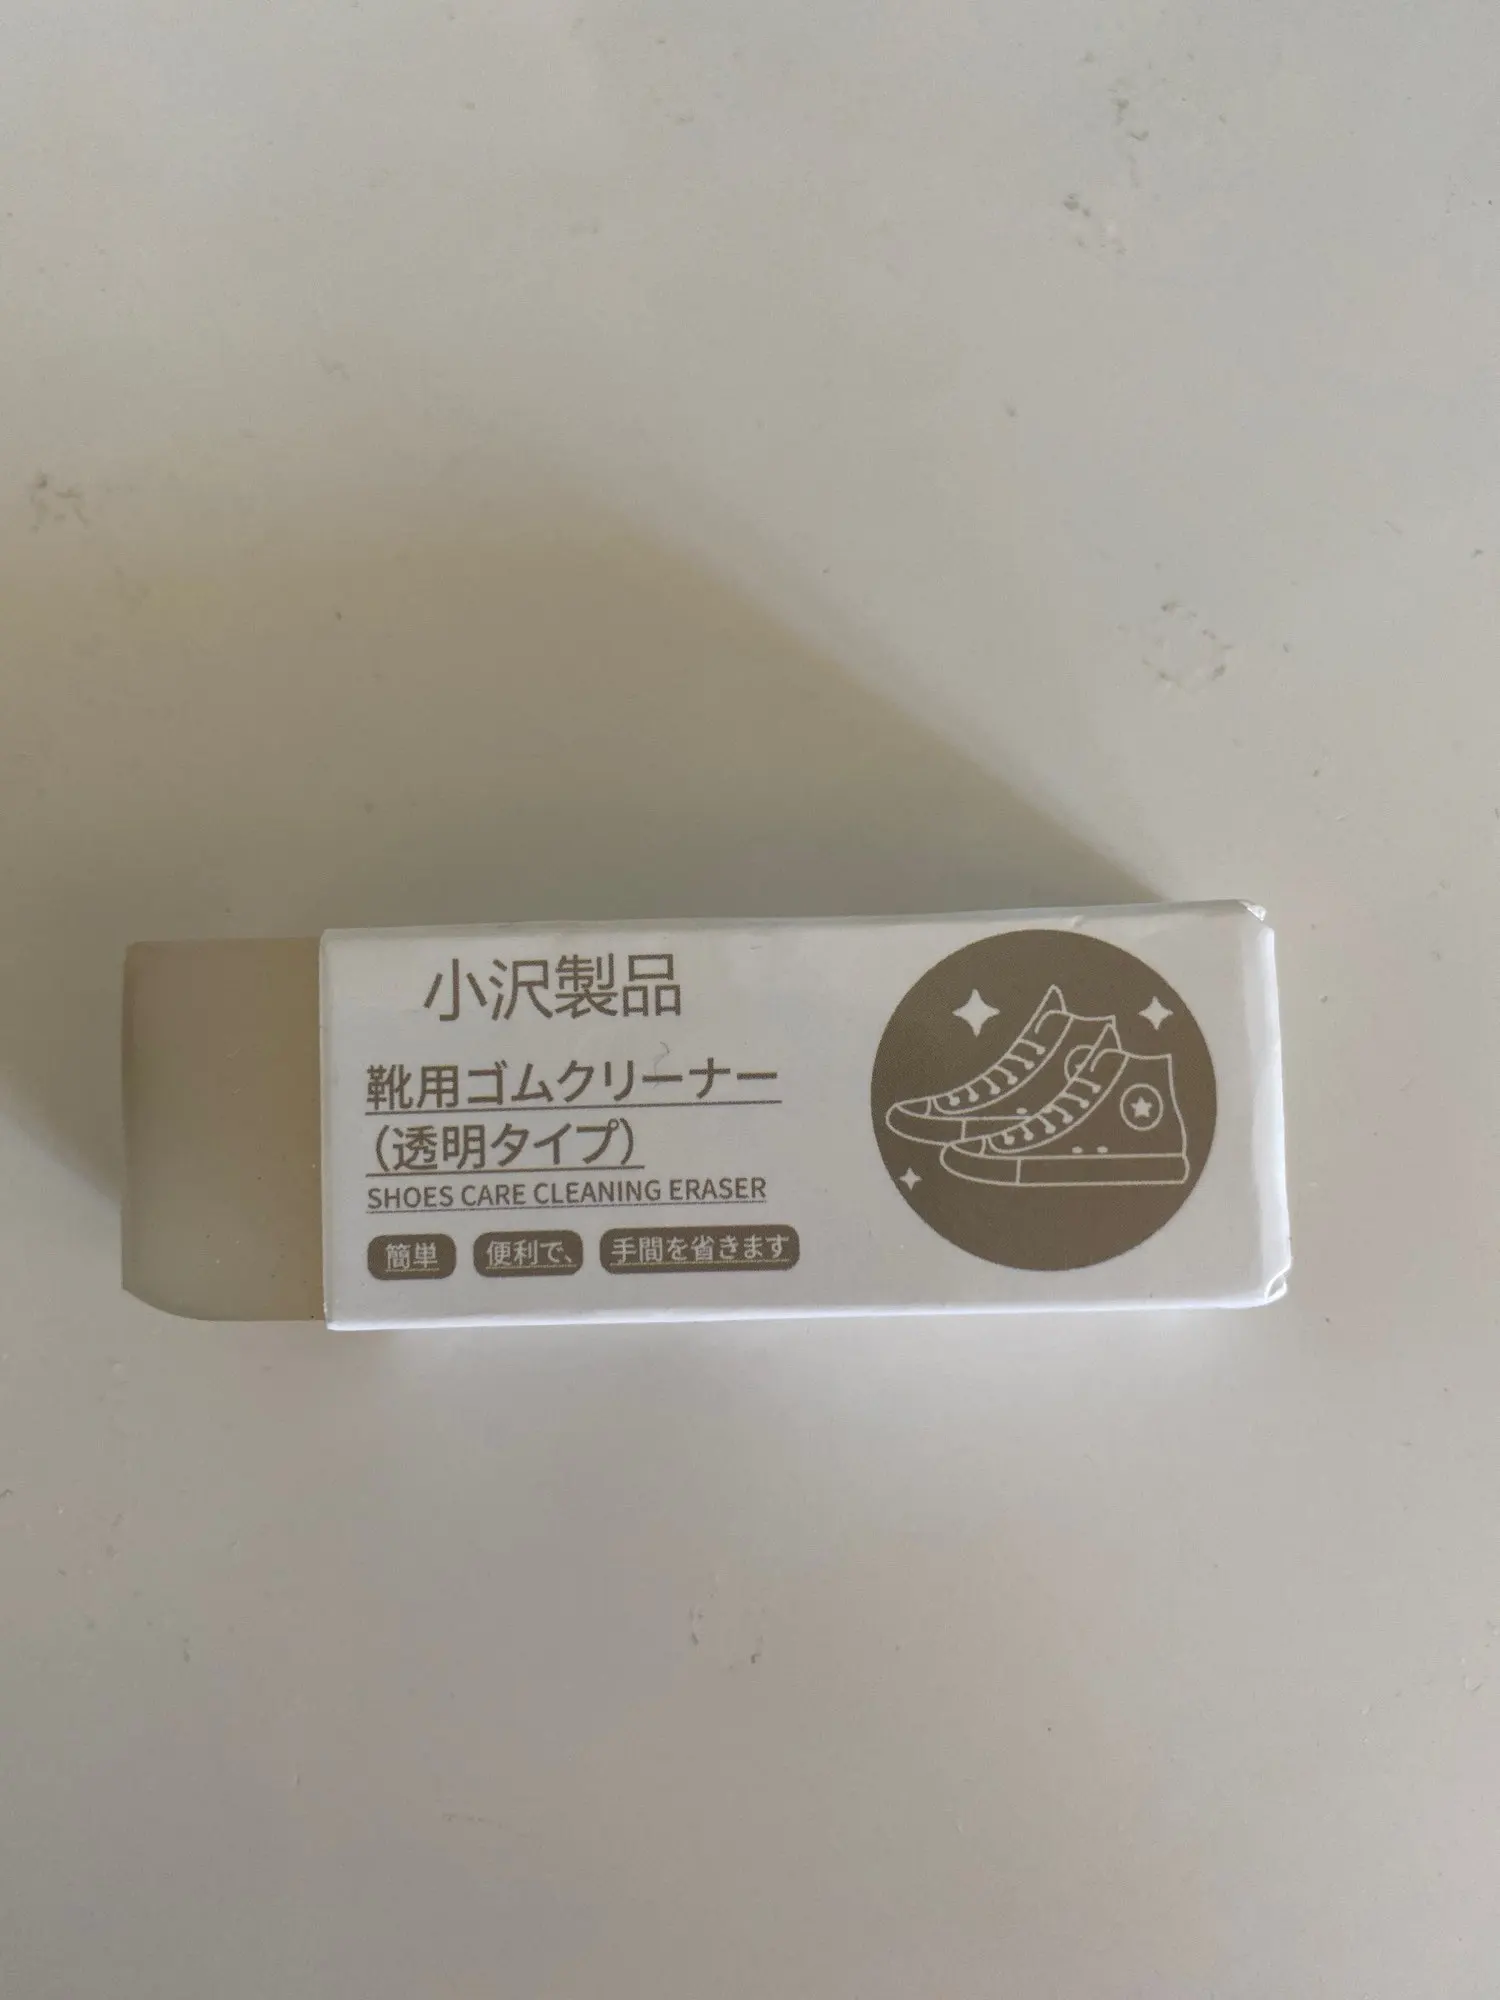 小沢製品
靴用ゴムクリーナー
（透明タイプ）
SHOES CARE CLEANING ERASER
簡単 便利で、 手間を省きます